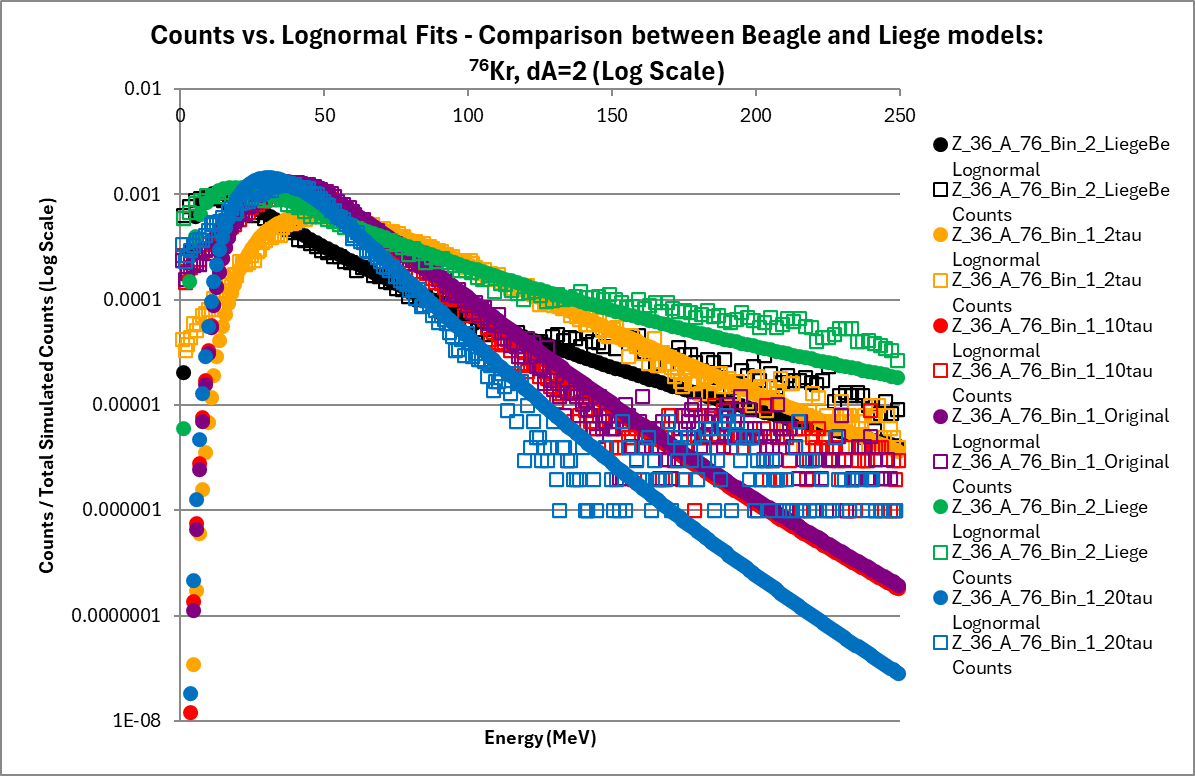 Counts vs. Lognormal Fits - Comparison between Beagle and Liege models:
⁷⁶Kr, dA=2 (Log Scale)
0.01
0 50 100 150 200 250
0.001
0.0001
0.00001
0.000001
0.0000001
1E-08
Counts / Total Simulated Counts (Log Scale)
Energy (MeV)
Z_36_A_76_Bin_2_LiegeBe
Lognormal
Z_36_A_76_Bin_2_LiegeBe
Counts
Z_36_A_76_Bin_1_2tau
Lognormal
Z_36_A_76_Bin_1_2tau
Counts
Z_36_A_76_Bin_1_10tau
Lognormal
Z_36_A_76_Bin_1_10tau
Counts
Z_36_A_76_Bin_1_Original
Lognormal
Z_36_A_76_Bin_1_Original
Counts
Z_36_A_76_Bin_2_Liege
Lognormal
Z_36_A_76_Bin_2_Liege
Counts
Z_36_A_76_Bin_1_20tau
Lognormal
Z_36_A_76_Bin_1_20tau
Counts